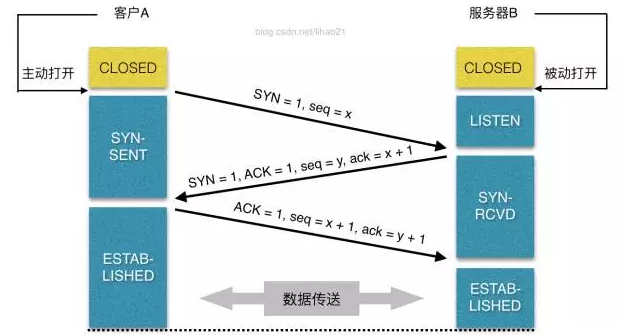 客户A
服务器B
blog.csdn.net/lihao21
主动打开
CLOSED
CLOSED
被动打开
SYN = 1, seq = x
SYN-
SENT
LISTEN
SYN = 1, ACK = 1, seq = y, ack = x + 1
SYN-
RCVD
ACK = 1, seq = x + 1, ack = y + 1
ESTAB-
LISHED
数据传送
ESTAB-
LISHED